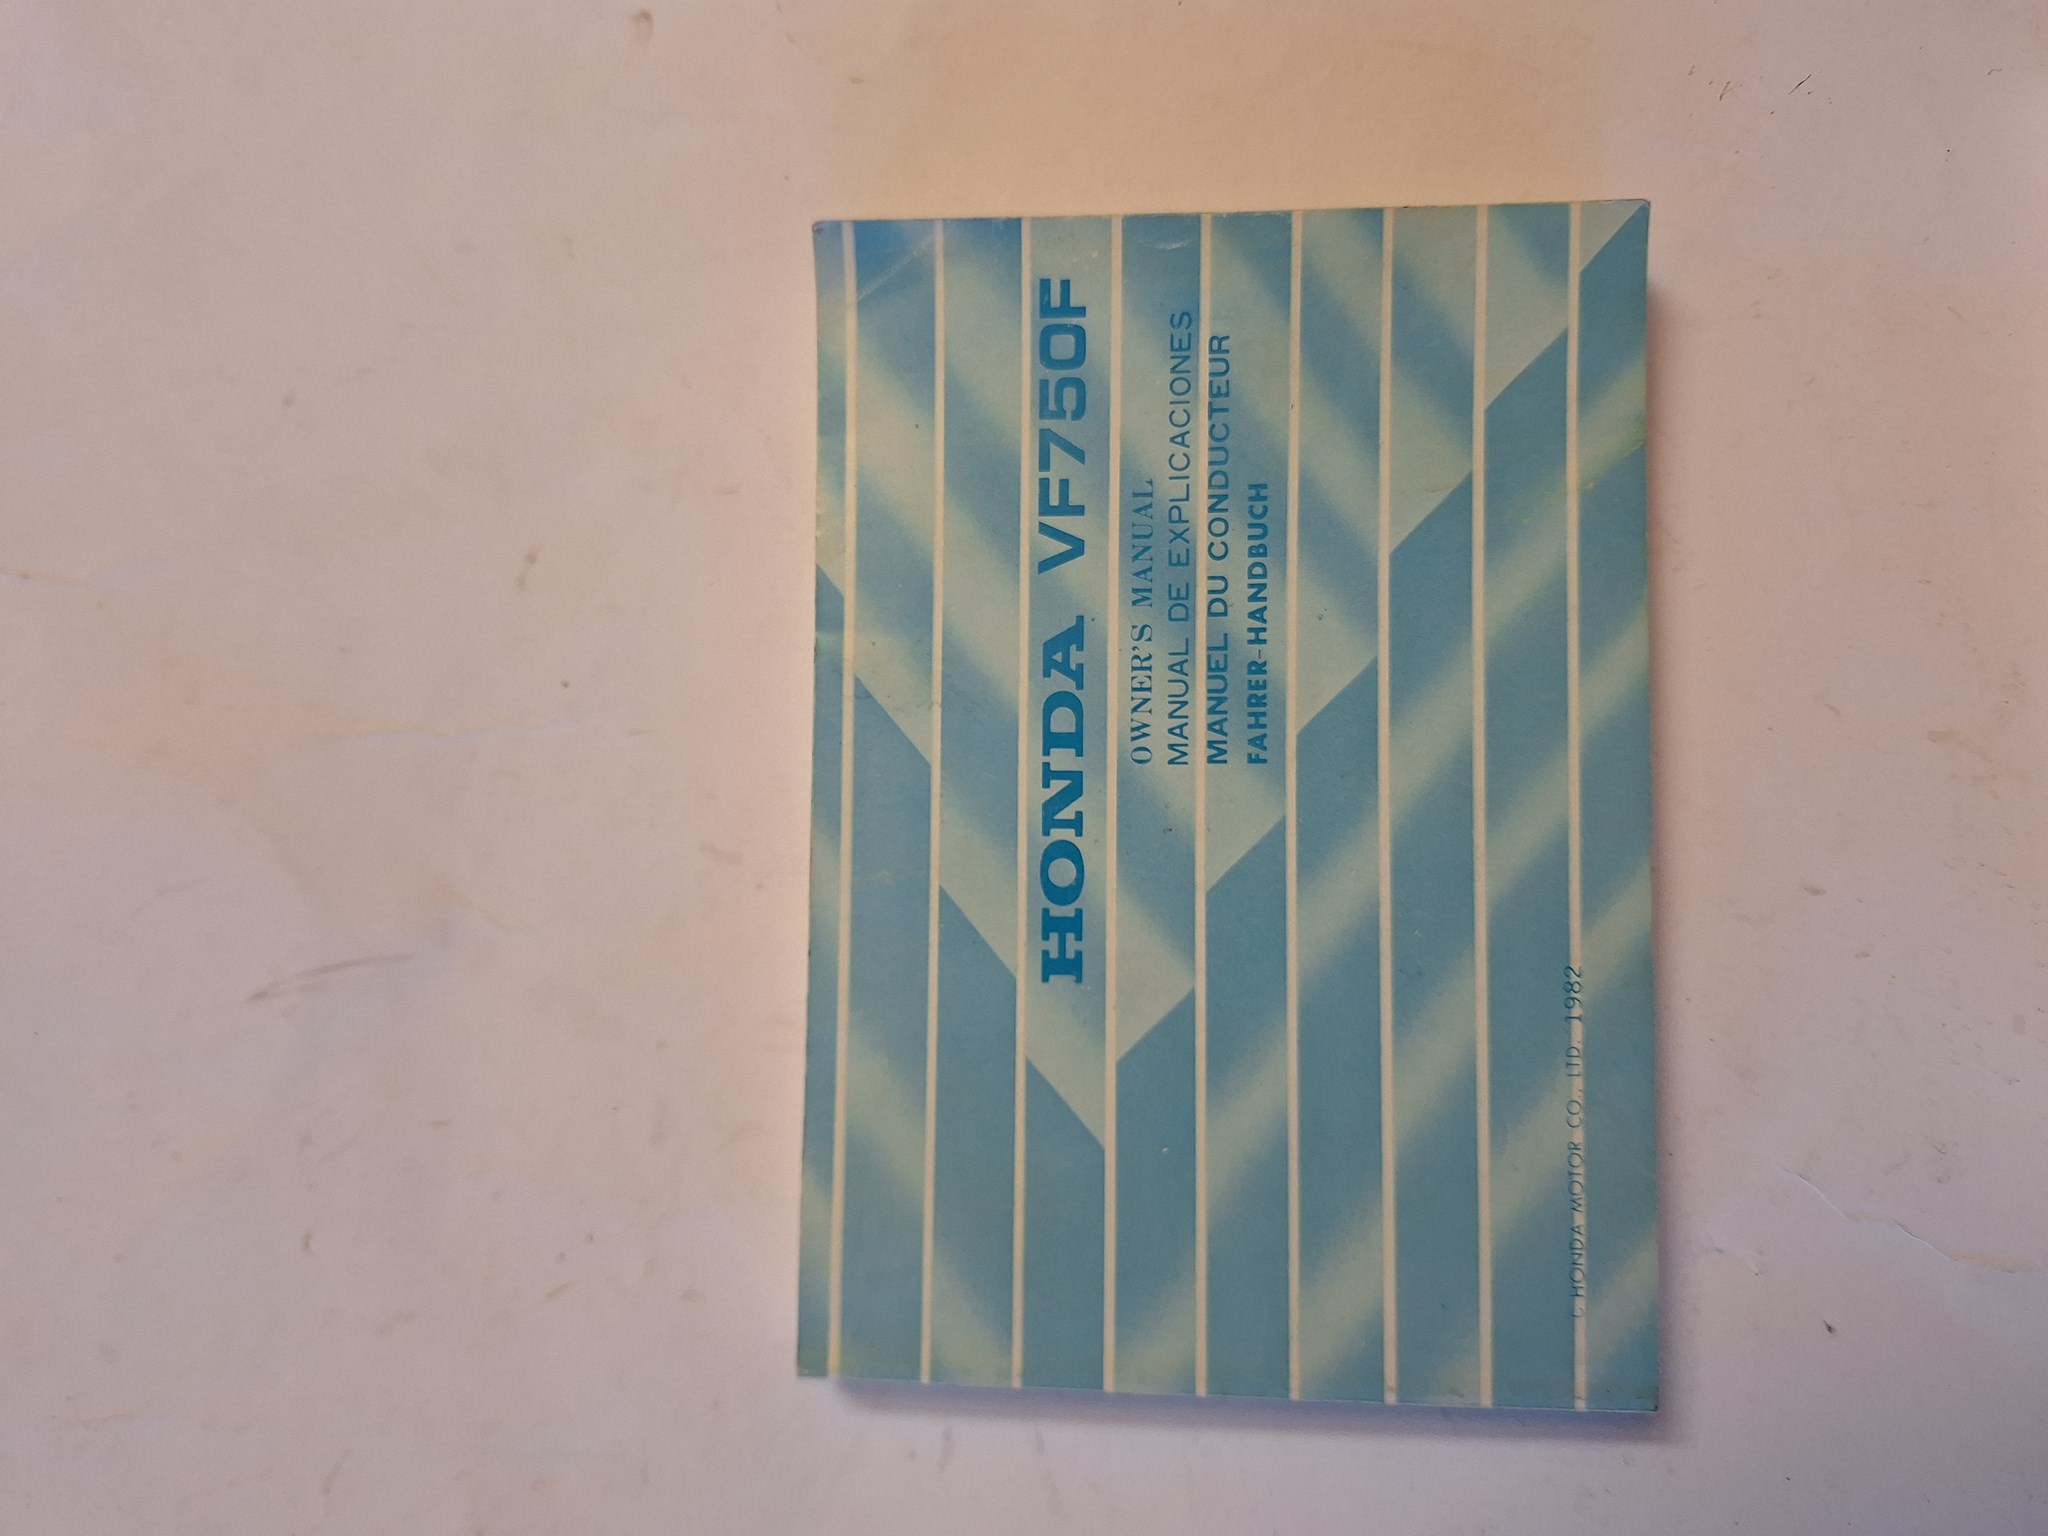 HONDA VF750F
OWNER'S MANUAL
MANUAL DE EXPLICACIONES
MANUEL DU CONDUCTEUR
FAHRER-HANDBUCH
© HONDA MOTOR CO., LTD. 1982